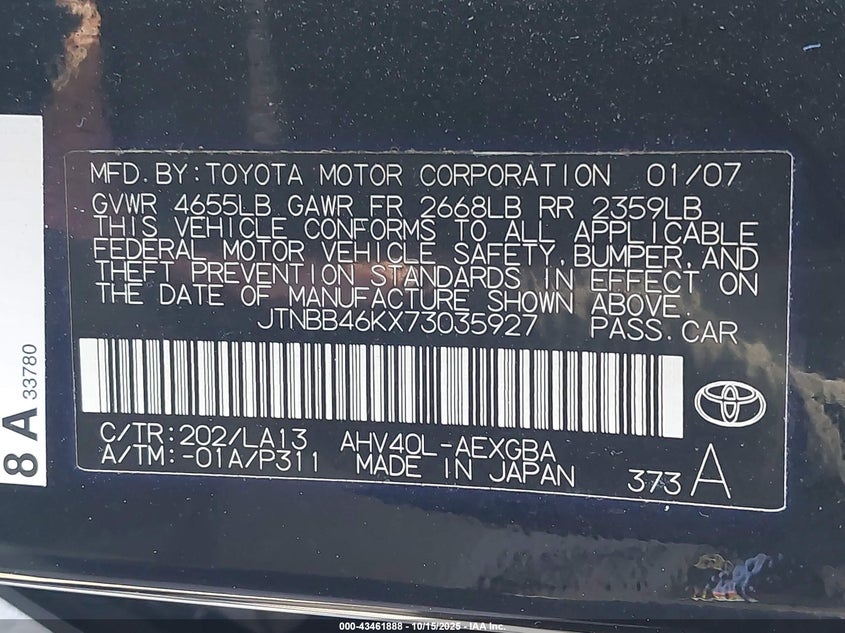 MFD. BY: TOYOTA MOTOR CORPORATION 01/07
GVWR 4655LB GAWR FR 2668LB RR 2359LB
THIS VEHICLE CONFORMS TO ALL APPLICABLE
FEDERAL MOTOR VEHICLE SAFETY, BUMPER, AND
THEFT PREVENTION STANDARDS IN EFFECT ON
THE DATE OF MANUFACTURE SHOWN ABOVE.
JTNBB46KX73035927 PASS. CAR
C/TR: 202/LA13 AHV40L-AEXGBA
A/TM: -01A/P311 MADE IN JAPAN 373 A
8 A 33780
000-43461888 - 10/15/2025 - IAA Inc.